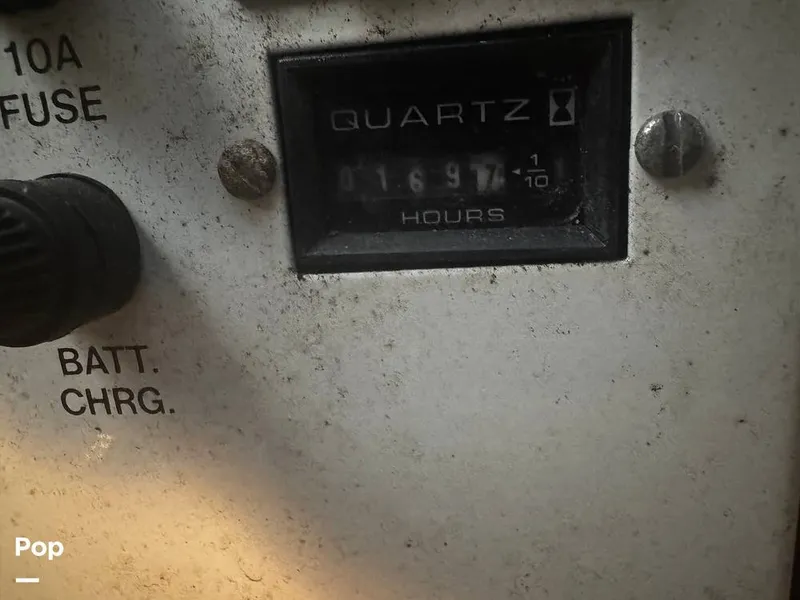 10A
FUSE
QUARTZ
0 1 6 9 7 1/10
HOURS
BATT.
CHRG.
Pop